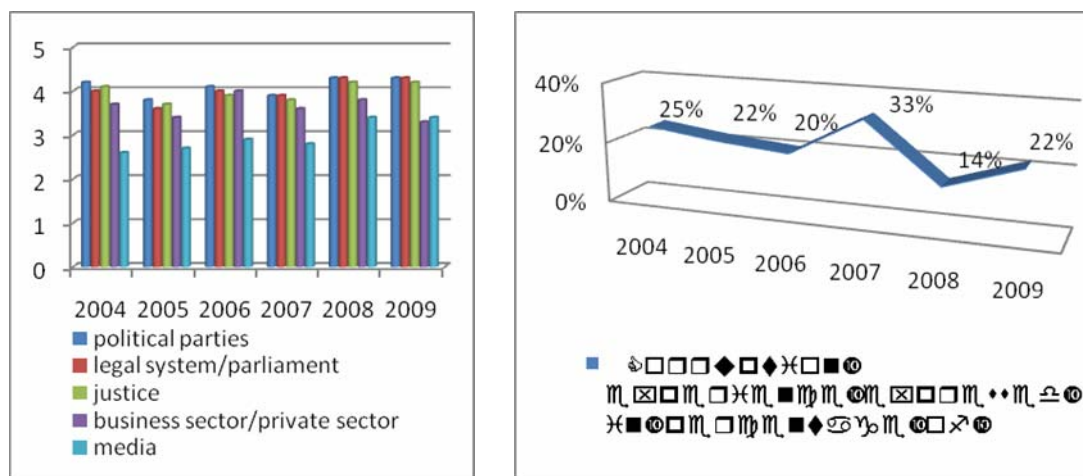 5
4
3
2
1
0
2004 2005 2006 2007 2008 2009
political parties
legal system/parliament
justice
business sector/private sector
media
40%
20%
0%
25% 22% 20% 33% 14% 22%
2004 2005 2006 2007 2008 2009